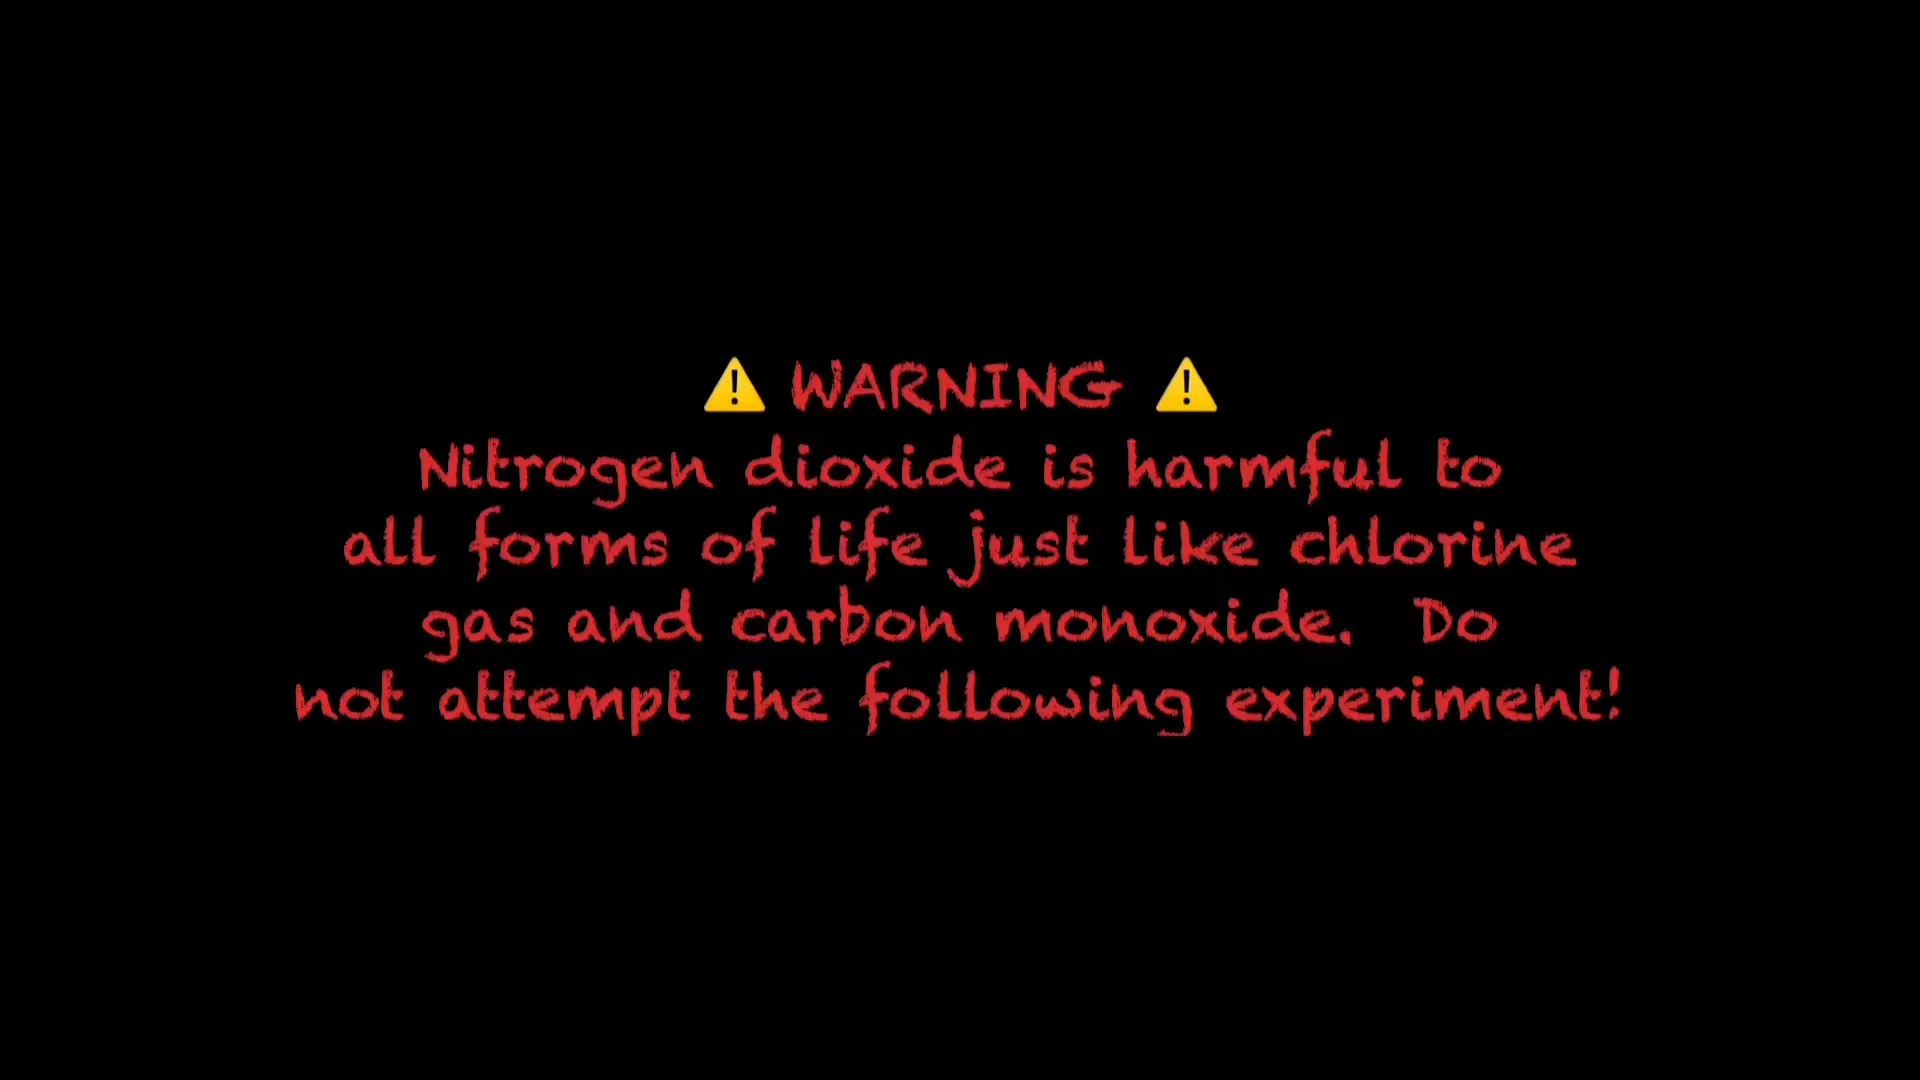 ⚠️ WARNING ⚠️
Nitrogen dioxide is harmful to
all forms of life just like chlorine
gas and carbon monoxide.  Do
not attempt the following experiment!